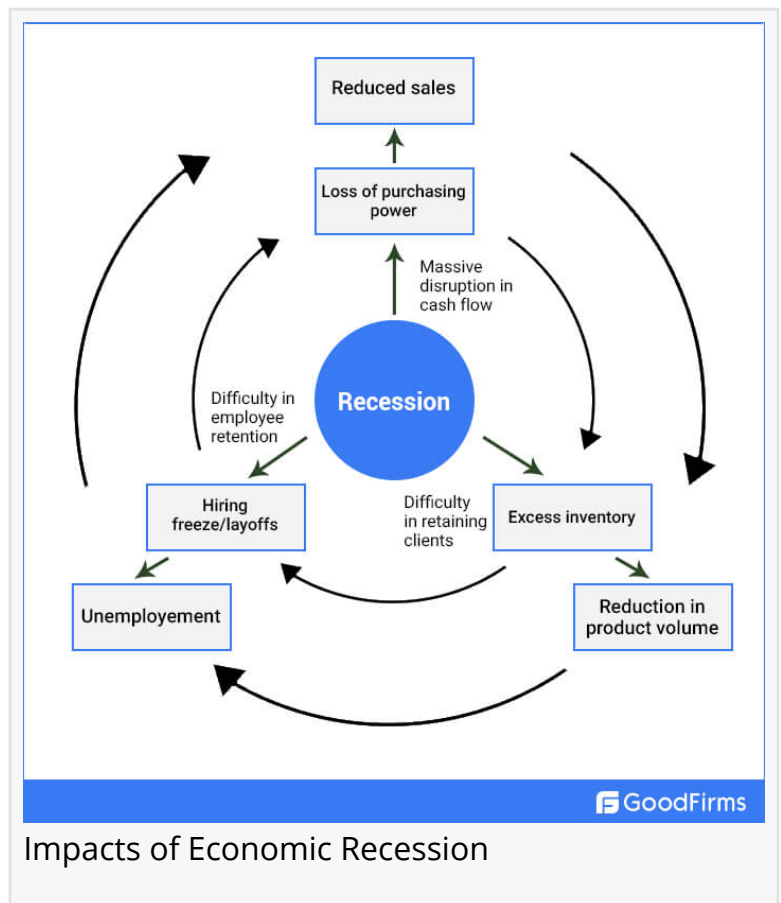 Reduced sales
Loss of purchasing
power
Massive
disruption in
cash flow
Recession
Difficulty in
employee
retention
Hiring
freeze/layoffs
Difficulty
in retaining
clients
Excess inventory
Unemployement
Reduction in
product volume
GoodFirms
Impacts of Economic Recession